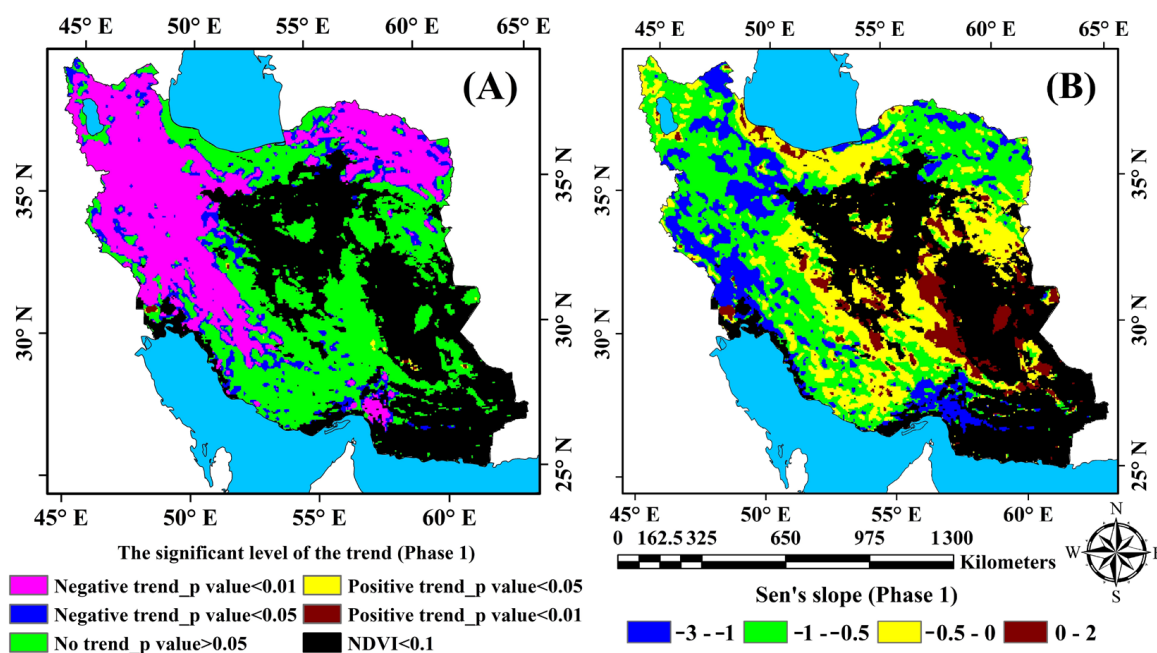 45° E 50° E 55° E 60° E
(A)
35° N
30° N
35° N
30° N
25° N
45° E 50° E 55° E 60° E
The significant level of the trend (Phase 1)
Negative trend_p value<0.01
Positive trend_p value<0.05
Negative trend_p value<0.05
Positive trend_p value<0.01
No trend_p value>0.05
NDVI<0.1
45° E 50° E 55° E 60° E 65° E
(B)
35° N
30° N
25° N
35° N
30° N
25° N
45° E 50° E 55° E 60° E
0 162.5 325 650 975 1300
Kilometers
N
W E
S
Sen's slope (Phase 1)
-3 - -1 -1 - -0.5 -0.5 - 0 0 - 2